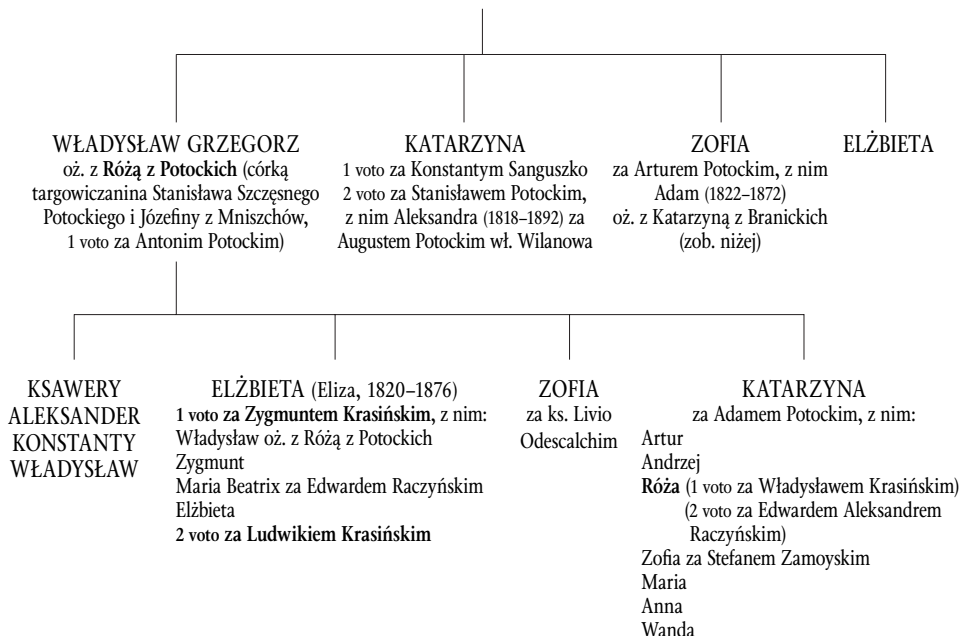 WŁADYSŁAW GRZEGORZ
oż. z Różą z Potockich (córką
targowiczanina Stanisława Szczęsnego
Potockiego i Józefiny z Mniszchów,
1 voto za Antonim Potockim)
KATARZYNA
1 voto za Konstantym Sanguszko
2 voto za Stanisławem Potockim,
z nim Aleksandra (1818–1892) za
Augustem Potockim wł. Wilanowa
ZOFIA
za Arturem Potockim, z nim
Adam (1822–1872)
oż. z Katarzyną z Branickich
(zob. niżej)
ELŻBIETA
KSAWERY
ALEKSANDER
KONSTANTY
WŁADYSŁAW
ELŻBIETA (Eliza, 1820–1876)
1 voto za Zygmuntem Krasińskim, z nim:
Władysław oż. z Różą z Potockich
Zygmunt
Maria Beatrix za Edwardem Raczyńskim
Elżbieta
2 voto za Ludwikiem Krasińskim
ZOFIA
za ks. Livio
Odescalchim
KATARZYNA
za Adamem Potockim, z nim:
Artur
Andrzej
Róża (1 voto za Władysławem Krasińskim)
(2 voto za Edwardem Aleksandrem
Raczyńskim)
Zofia za Stefanem Zamoyskim
Maria
Anna
Wanda